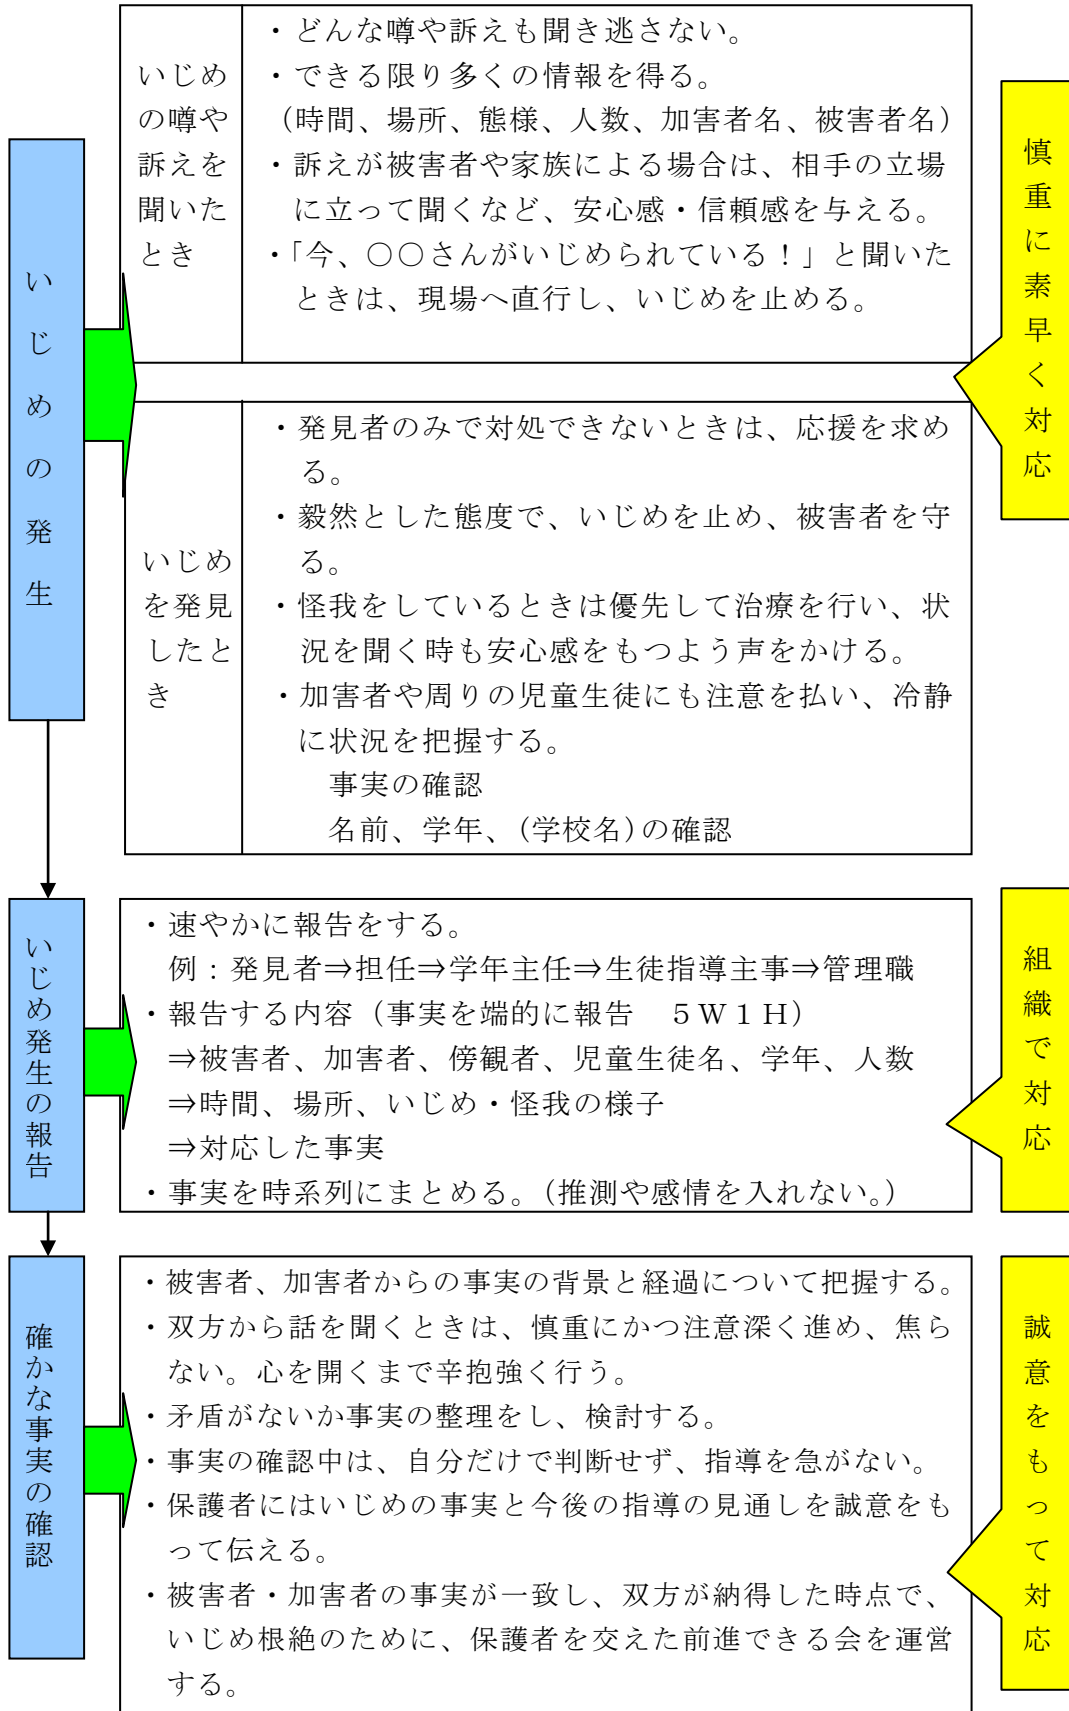 いじめの発生
いじめ
の噂や
訴えを
聞いた
とき
・どんな噂や訴えも聞き逃さない。
・できる限り多くの情報を得る。
（時間、場所、態様、人数、加害者名、被害者名）
・訴えが被害者や家族による場合は、相手の立場
に立って聞くなど、安心感・信頼感を与える。
・「今、〇〇さんがいじめられている！」と聞いた
ときは、現場へ直行し、いじめを止める。
いじめ
を発見
したと
き
・発見者のみで対処できないときは、応援を求め
る。
・毅然とした態度で、いじめを止め、被害者を守
る。
・怪我をしているときは優先して治療を行い、状
況を聞く時も安心感をもつよう声をかける。
・加害者や周りの児童生徒にも注意を払い、冷静
に状況を把握する。
事実の確認
名前、学年、（学校名）の確認
慎重に素早く対応
いじめ発生の報告
・速やかに報告をする。
例：発見者⇒担任⇒学年主任⇒生徒指導主事⇒管理職
・報告する内容（事実を端的に報告　５Ｗ１Ｈ）
⇒被害者、加害者、傍観者、児童生徒名、学年、人数
⇒時間、場所、いじめ・怪我の様子
⇒対応した事実
・事実を時系列にまとめる。（推測や感情を入れない。）
組織で対応
確かな事実の確認
・被害者、加害者からの事実の背景と経過について把握する。
・双方から話を聞くときは、慎重にかつ注意深く進め、焦ら
ない。心を開くまで辛抱強く行う。
・矛盾がないか事実の整理をし、検討する。
・事実の確認中は、自分だけで判断せず、指導を急がない。
・保護者にはいじめの事実と今後の指導の見通しを誠意をも
って伝える。
・被害者・加害者の事実が一致し、双方が納得した時点で、
いじめ根絶のために、保護者を交えた前進できる会を運営
する。
誠意をもって対応